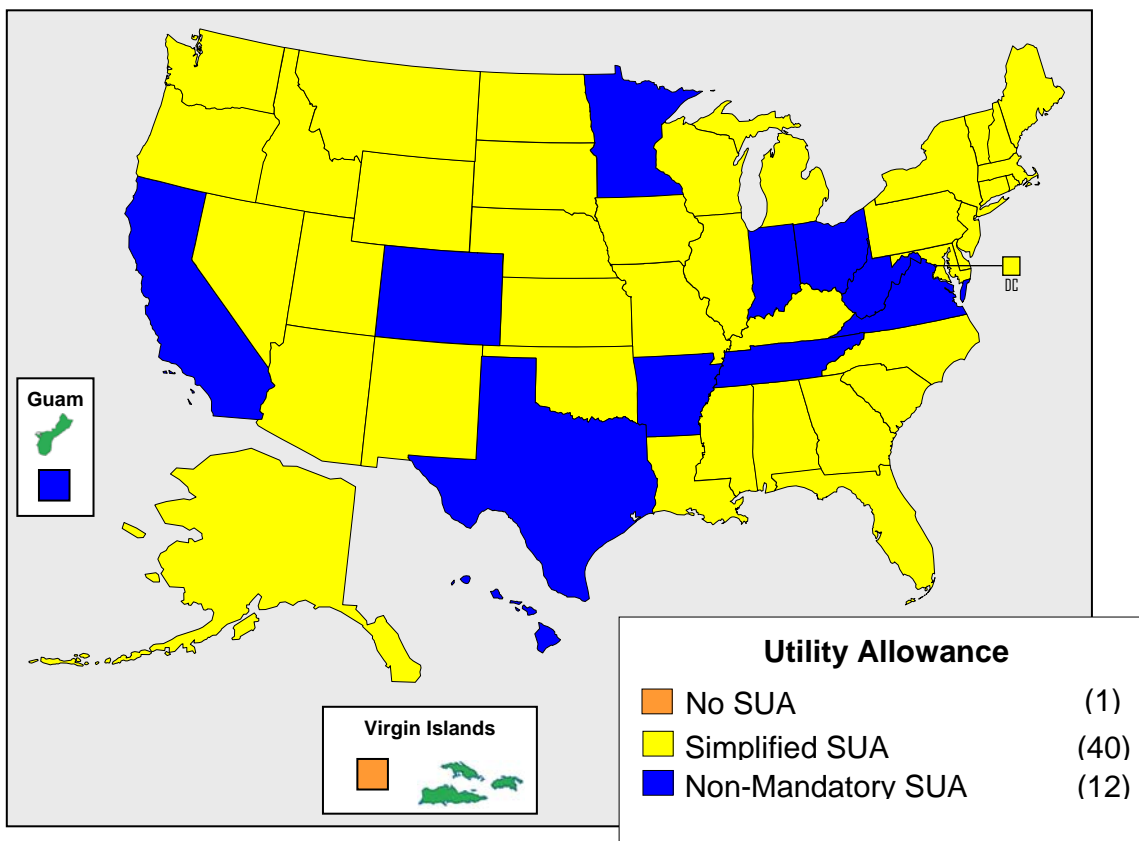 DC
Guam
Virgin Islands
Utility Allowance
No SUA (1)
Simplified SUA (40)
Non-Mandatory SUA (12)